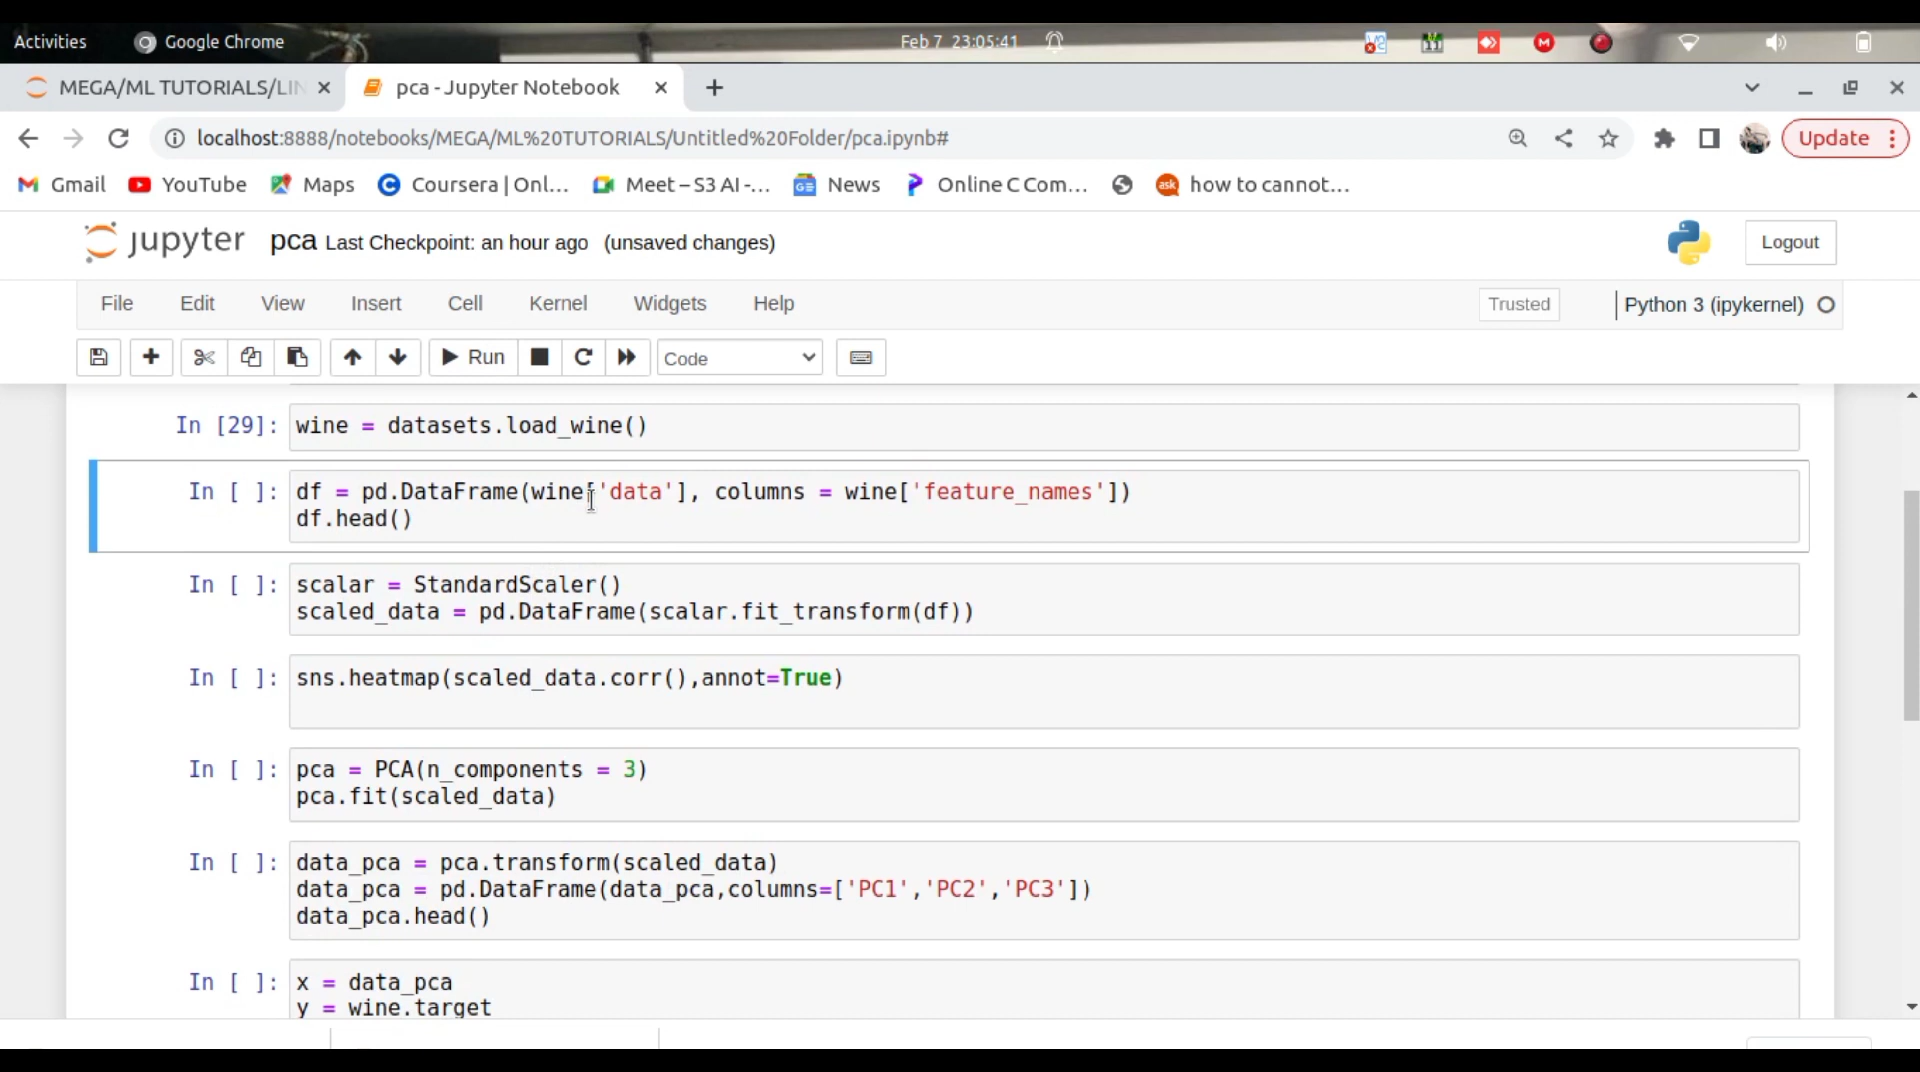 Activities Google Chrome Feb 7 23:05:41
MEGA/ML TUTORIALS/LIN pca - Jupyter Notebook
localhost:8888/notebooks/MEGA/ML%20TUTORIALS/Untitled%20Folder/pca.ipynb# Update
Gmail YouTube Maps Coursera | Onl... Meet – S3 AI -... News Online C Com... how to cannot...
jupyter pca Last Checkpoint: an hour ago (unsaved changes) Logout
File Edit View Insert Cell Kernel Widgets Help Trusted Python 3 (ipykernel)
Run Code
In [29]: wine = datasets.load_wine()
In [ ]: df = pd.DataFrame(wine['data'], columns = wine['feature_names'])
df.head()
In [ ]: scalar = StandardScaler()
scaled_data = pd.DataFrame(scalar.fit_transform(df))
In [ ]: sns.heatmap(scaled_data.corr(),annot=True)
In [ ]: pca = PCA(n_components = 3)
pca.fit(scaled_data)
In [ ]: data_pca = pca.transform(scaled_data)
data_pca = pd.DataFrame(data_pca,columns=['PC1','PC2','PC3'])
data_pca.head()
In [ ]: x = data_pca
y = wine.target